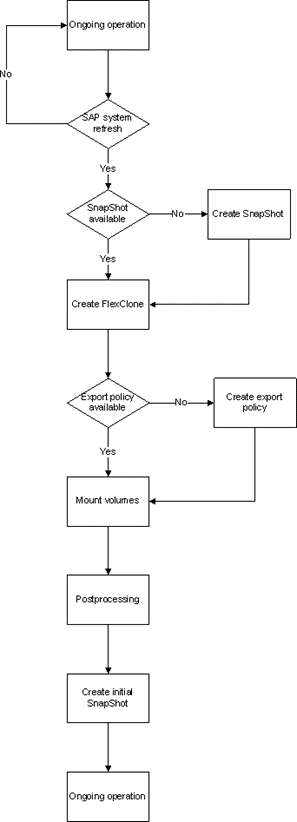 Ongoing operation
No
SAP system
refresh
Yes
SnapShot
available
No
Create SnapShot
Yes
Create FlexClone
Export policy
available
No
Create export
policy
Yes
Mount volumes
Postprocessing
Create initial
SnapShot
Ongoing operation